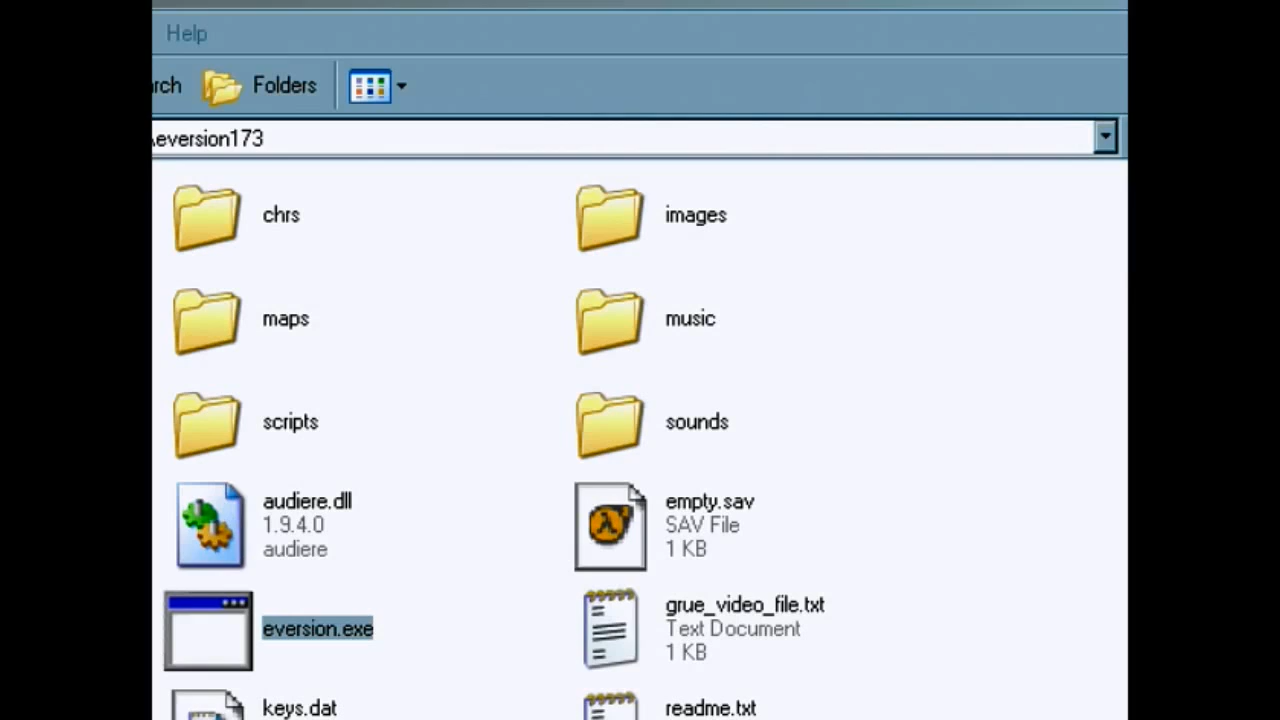 Help
rch Folders
\eversion173
chrs
images
maps
music
scripts
sounds
audiere.dll
1.9.4.0
audiere
empty.sav
SAV File
1 KB
eversion.exe
grue_video_file.txt
Text Document
1 KB
keys.dat
readme.txt